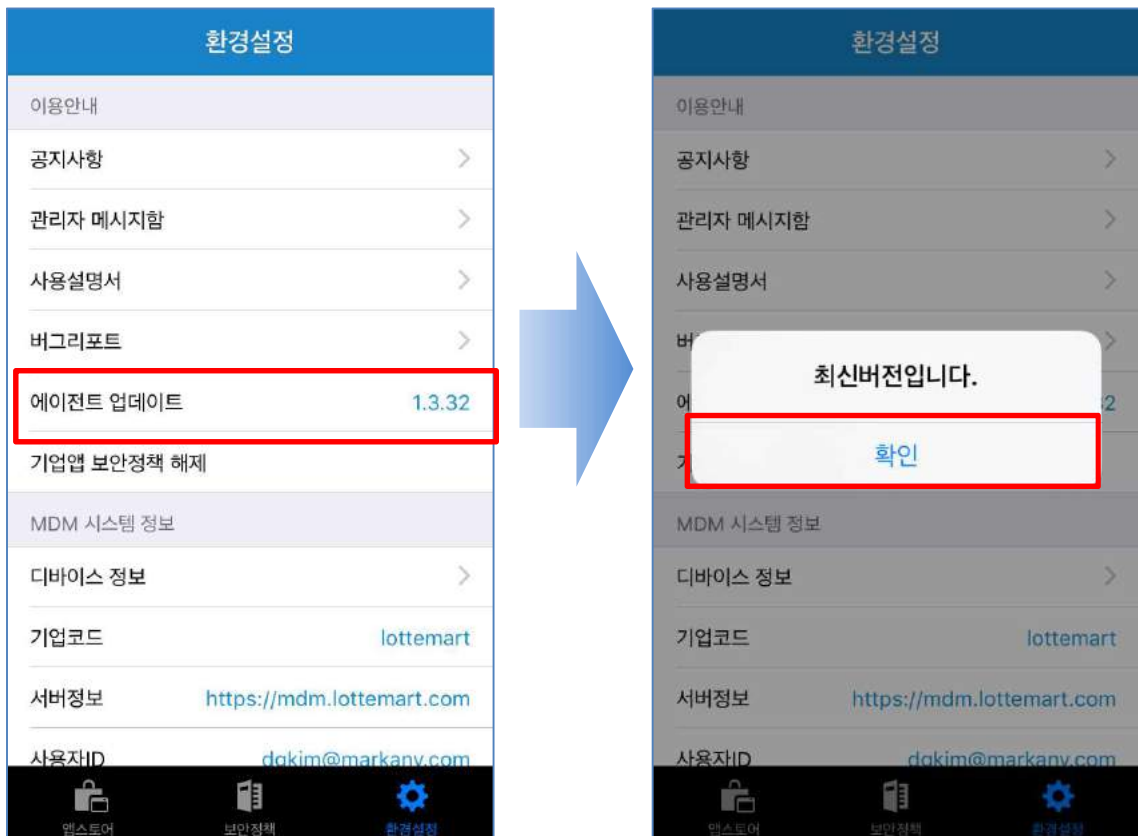 환경설정
이용안내
공지사항
관리자 메시지함
사용설명서
버그리포트
에이전트 업데이트 1.3.32
기업앱 보안정책 해제
MDM 시스템 정보
디바이스 정보
기업코드 lottemart
서버정보 https://mdm.lottemart.com
사용자ID dgkim@markany.com
앱스토어 보안정책 환경설정
환경설정
이용안내
공지사항
관리자 메시지함
사용설명서
버
최신버전입니다.
에 32
확인
기
MDM 시스템 정보
디바이스 정보
기업코드 lottemart
서버정보 https://mdm.lottemart.com
사용자ID dgkim@markany.com
앱스토어 보안정책 환경설정